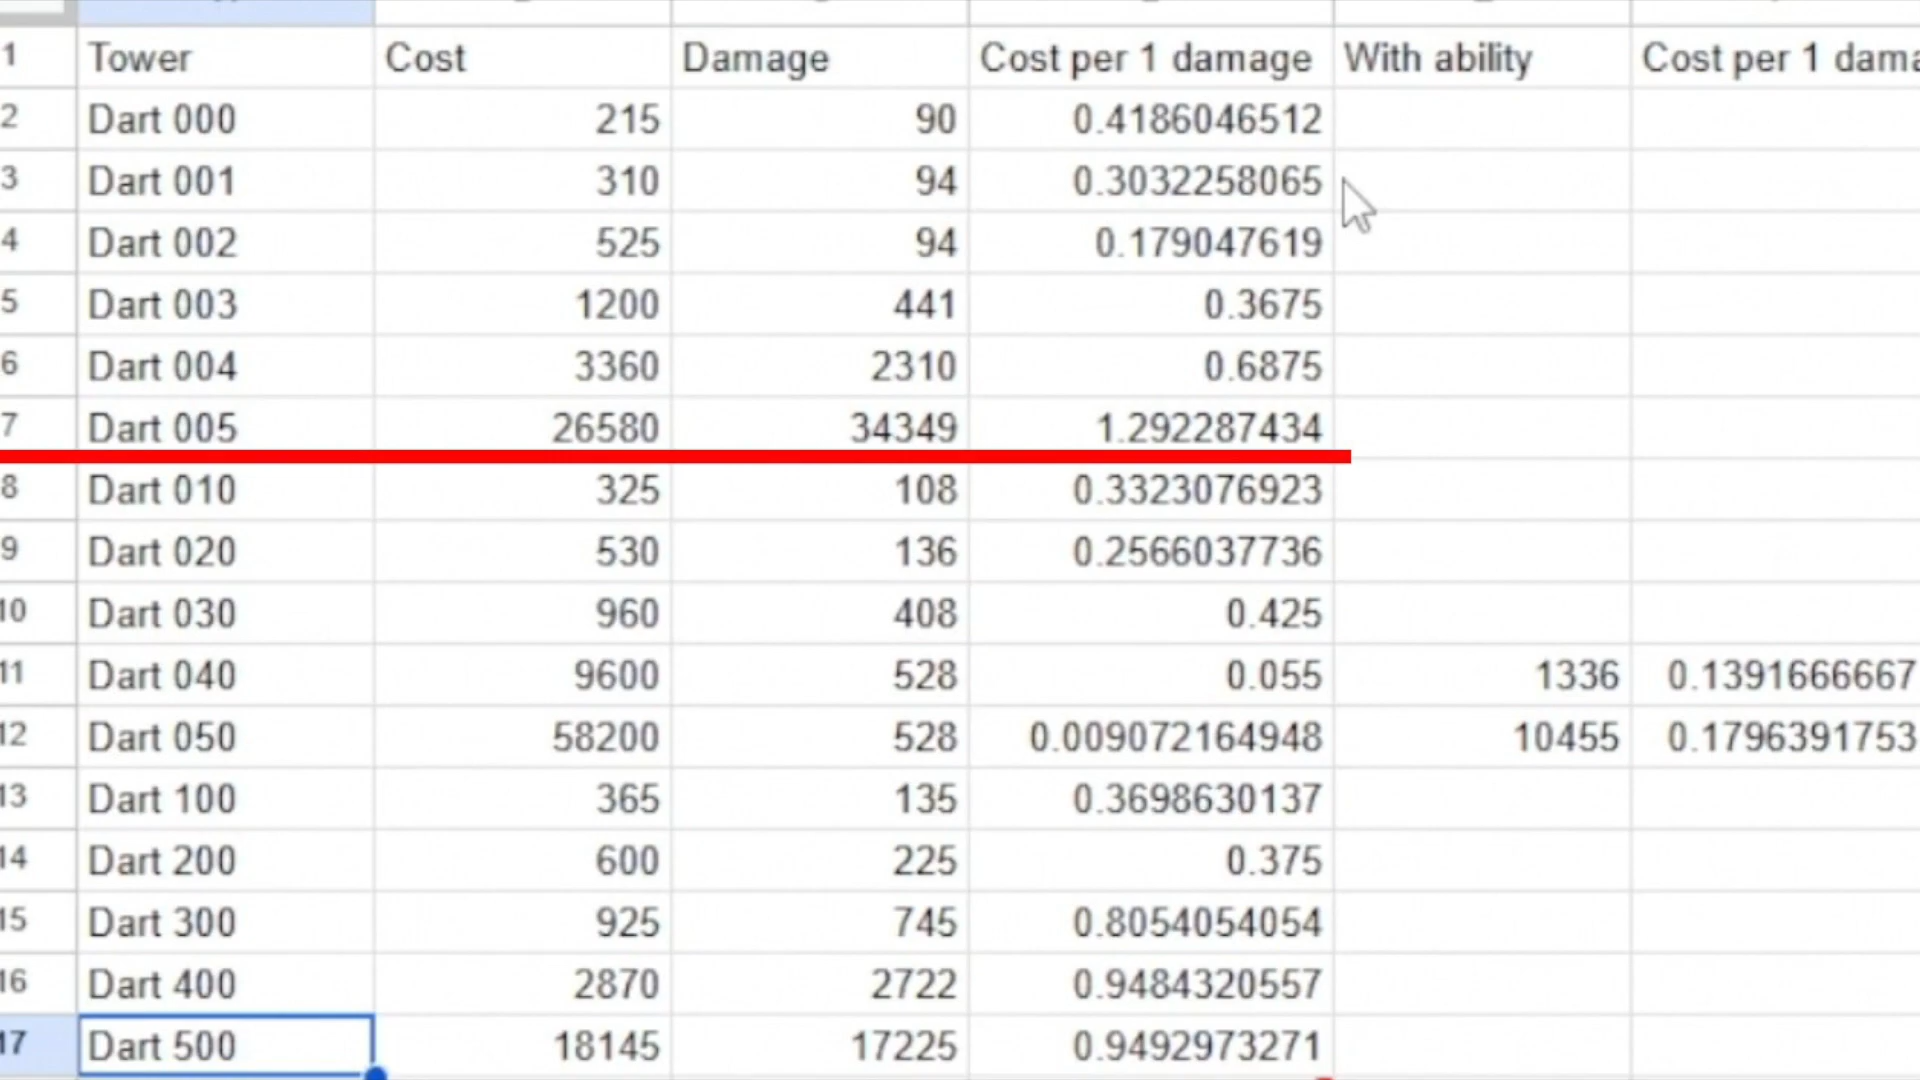 1 Tower Cost Damage Cost per 1 damage With ability Cost per 1 dama
2 Dart 000 215 90 0.4186046512
3 Dart 001 310 94 0.3032258065
4 Dart 002 525 94 0.179047619
5 Dart 003 1200 441 0.3675
6 Dart 004 3360 2310 0.6875
7 Dart 005 26580 34349 1.292287434
8 Dart 010 325 108 0.3323076923
9 Dart 020 530 136 0.2566037736
10 Dart 030 960 408 0.425
11 Dart 040 9600 528 0.055 1336 0.1391666667
12 Dart 050 58200 528 0.009072164948 10455 0.1796391753
13 Dart 100 365 135 0.3698630137
14 Dart 200 600 225 0.375
15 Dart 300 925 745 0.8054054054
16 Dart 400 2870 2722 0.9484320557
17 Dart 500 18145 17225 0.9492973271